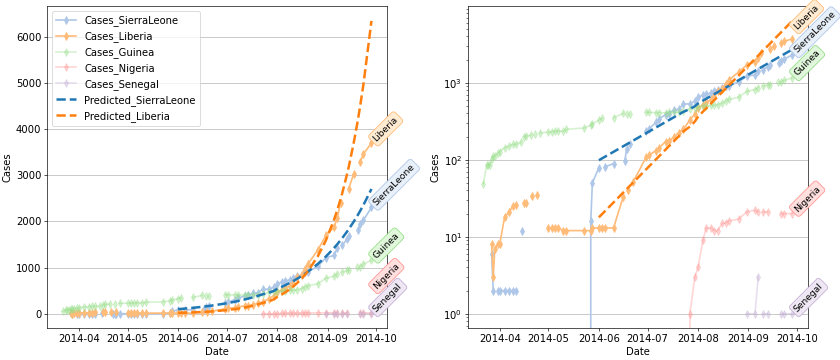 Cases_SierraLeone
Cases_Liberia
Cases_Guinea
Cases_Nigeria
Cases_Senegal
Predicted_SierraLeone
Predicted_Liberia
6000
5000
4000
3000
2000
1000
0
Cases
Liberia
SierraLeone
Guinea
Nigeria
Senegal
2014-04 2014-05 2014-06 2014-07 2014-08 2014-09 2014-10
Date
10³
10²
10¹
10⁰
Cases
Liberia
SierraLeone
Guinea
Nigeria
Senegal
2014-04 2014-05 2014-06 2014-07 2014-08 2014-09 2014-10
Date